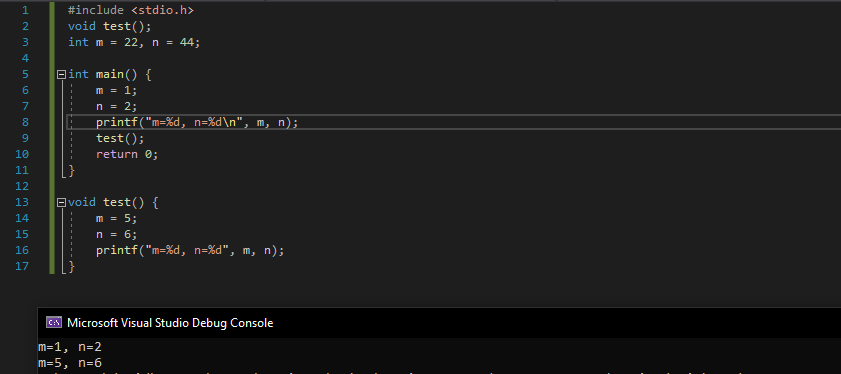 1 #include <stdio.h>
2 void test();
3 int m = 22, n = 44;
4
5 int main() {
6 m = 1;
7 n = 2;
8 printf("m=%d, n=%d\n", m, n);
9 test();
10 return 0;
11 }
12
13 void test() {
14 m = 5;
15 n = 6;
16 printf("m=%d, n=%d", m, n);
17 }
C:\ Microsoft Visual Studio Debug Console
m=1, n=2
m=5, n=6